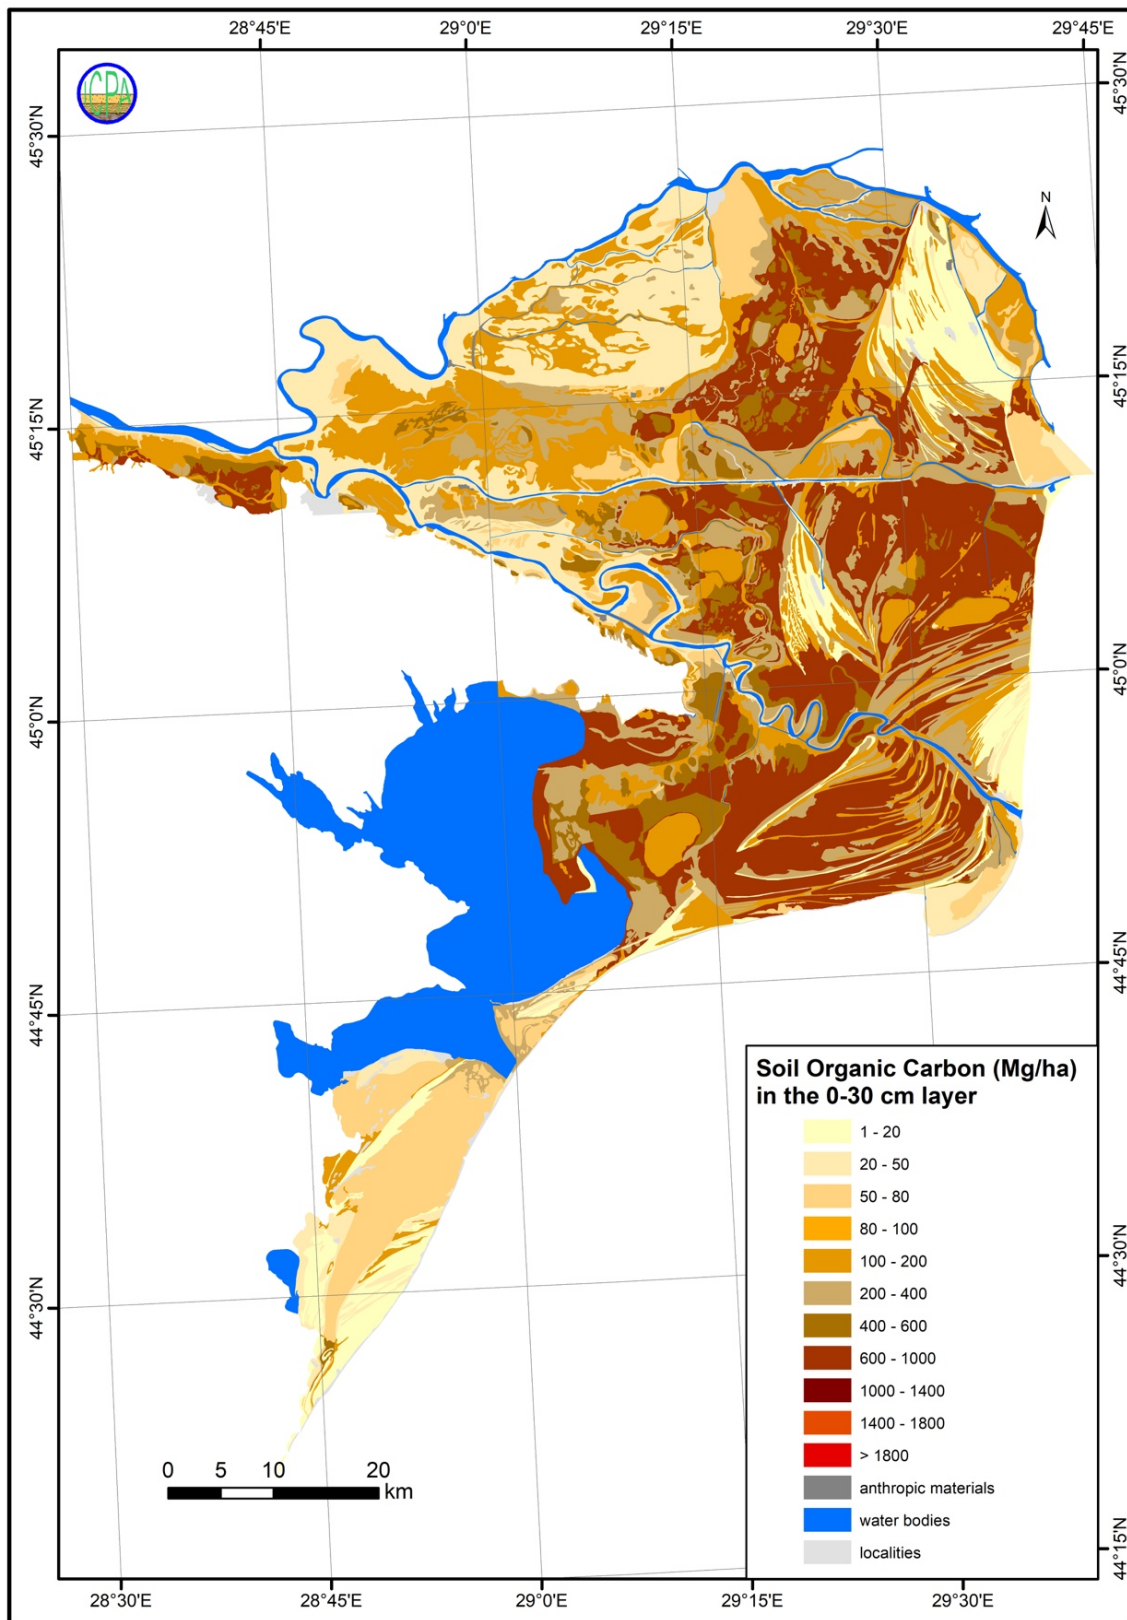 28°45'E 29°0'E 29°15'E 29°30'E 29°45'E
ICPA
45°30'N
45°30'N
N
45°15'N
45°15'N
45°0'N
45°0'N
44°45'N
44°45'N
Soil Organic Carbon (Mg/ha)
in the 0-30 cm layer
1 - 20
20 - 50
50 - 80
80 - 100
100 - 200
200 - 400
400 - 600
600 - 1000
1000 - 1400
1400 - 1800
> 1800
anthropic materials
water bodies
localities
44°30'N
44°30'N
0 5 10 20
km
44°15'N
28°30'E 28°45'E 29°0'E 29°15'E 29°30'E